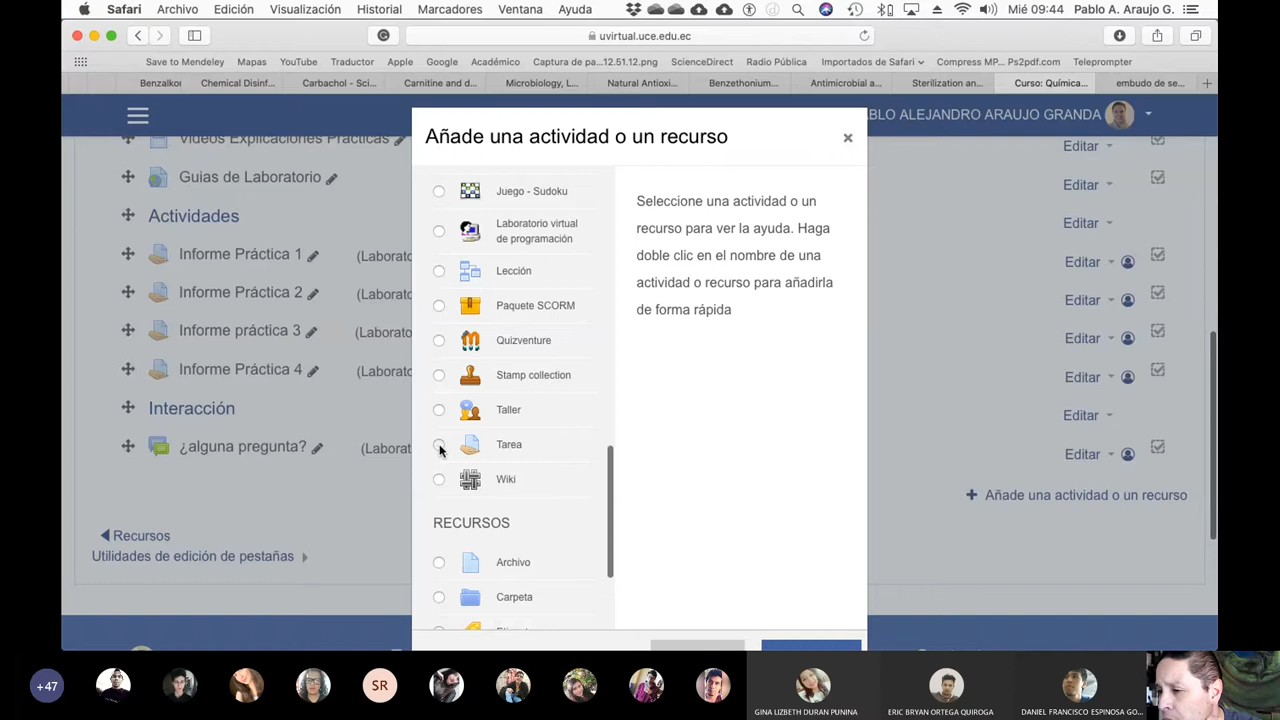 Safari Archivo Edición Visualización Historial Marcadores Ventana Ayuda Mié 09:44 Pablo A. Araujo G.
uvirtual.uce.edu.ec
Save to Mendeley Mapas YouTube Traductor Apple Google Académico Captura de pa...12.51.12.png ScienceDirect Radio Pública Importados de Safari Compress MP... Ps2pdf.com Teleprompter
Benzalkor Chemical Disinf... Carbachol - Sci... Carnitine and d... Microbiology, L... Natural Antioxi... Benzethonium... Antimicrobial a... Sterilization an... Curso: Química... embudo de se...
BLO ALEJANDRO ARAUJO GRANDA
Añade una actividad o un recurso
×
Videos Explicaciones Prácticas
Editar
Guias de Laboratorio
Editar
Actividades
Editar
Informe Práctica 1 (Laborato
Editar
Informe Práctica 2 (Laborato
Editar
Informe práctica 3 (Laborato
Editar
Informe Práctica 4 (Laborato
Editar
Interacción
Editar
¿alguna pregunta? (Laborat
Editar
+ Añade una actividad o un recurso
Recursos
Utilidades de edición de pestañas
Juego - Sudoku
Laboratorio virtual
de programación
Lección
Paquete SCORM
Quizventure
Stamp collection
Taller
Tarea
Wiki
RECURSOS
Archivo
Carpeta
Seleccione una actividad o un
recurso para ver la ayuda. Haga
doble clic en el nombre de una
actividad o recurso para añadirla
de forma rápida
+47
SR
GINA LIZBETH DURAN PUNINA
ERIC BRYAN ORTEGA QUIROGA
DANIEL FRANCISCO ESPINOSA GO...